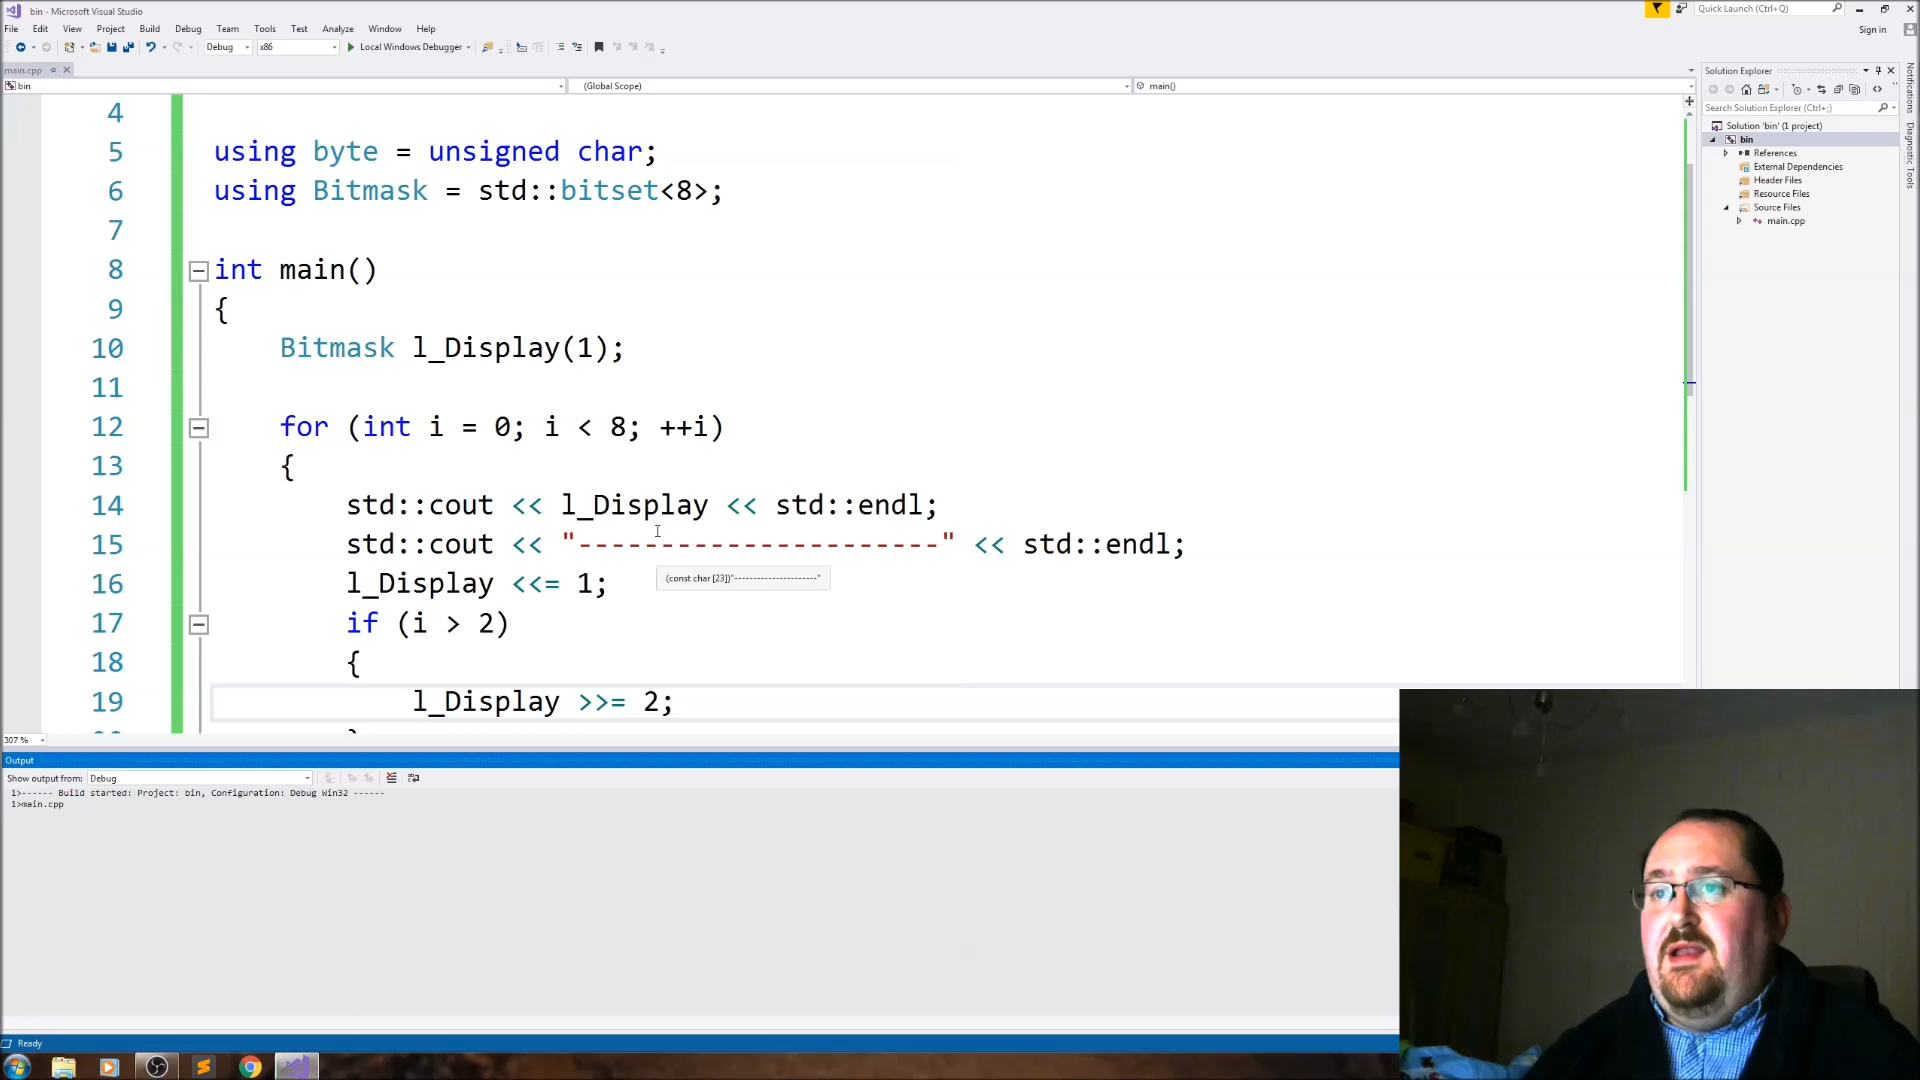 bin - Microsoft Visual Studio
Quick Launch (Ctrl+Q)
File Edit View Project Build Debug Team Tools Test Analyze Window Help
Sign in
Debug x86 Local Windows Debugger
main.cpp
bin (Global Scope) main()
4
5 using byte = unsigned char;
6 using Bitmask = std::bitset<8>;
7
8 int main()
9 {
10 Bitmask l_Display(1);
11
12 for (int i = 0; i < 8; ++i)
13 {
14 std::cout << l_Display << std::endl;
15 std::cout << "----------------------" << std::endl;
16 l_Display <<= 1;
(const char [23])"----------------------"
17 if (i > 2)
18 {
19 l_Display >>= 2;
307 %
Solution Explorer
Search Solution Explorer (Ctrl+;)
Solution 'bin' (1 project)
bin
References
External Dependencies
Header Files
Resource Files
Source Files
main.cpp
Notifications
Diagnostic Tools
Output
Show output from: Debug
1>------ Build started: Project: bin, Configuration: Debug Win32 ------
1>main.cpp
Ready